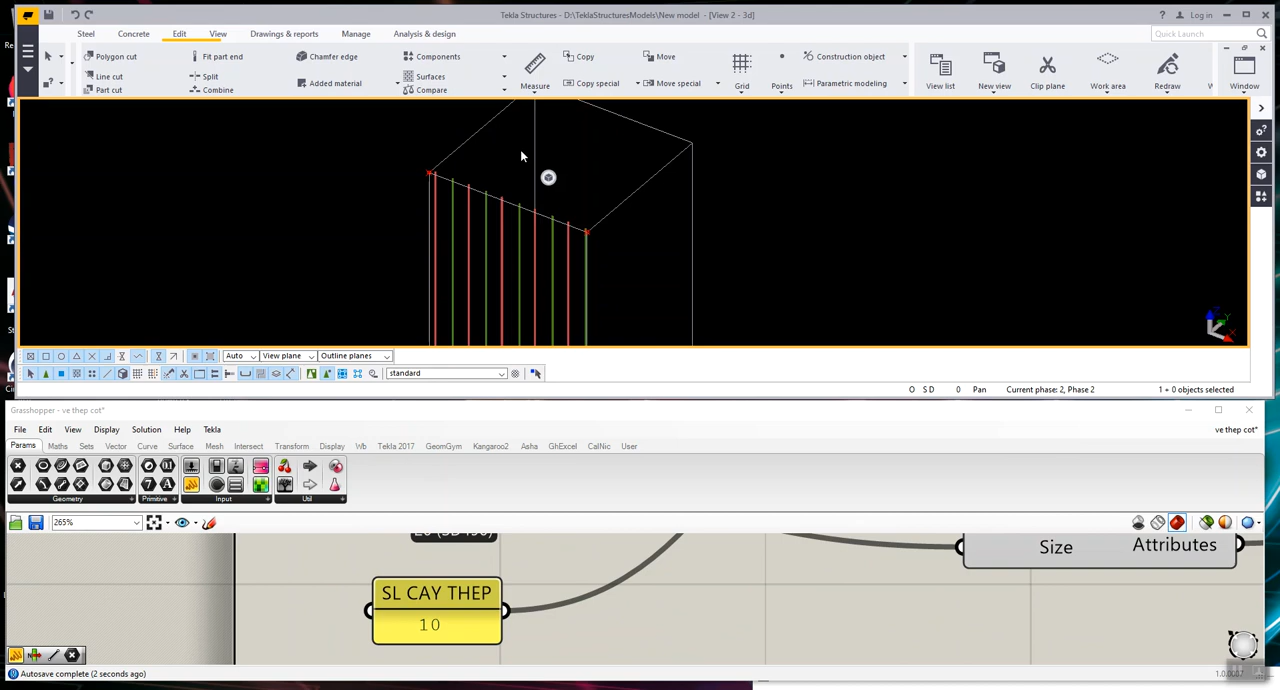 Tekla Structures - D:\TeklaStructuresModels\New model - [View 2 - 3d]
? Log in
Steel Concrete Edit View Drawings & reports Manage Analysis & design
Quick Launch
Polygon cut Fit part end Chamfer edge Components Copy Move Construction object
Line cut Split Surfaces
Part cut Combine Added material Compare Measure Copy special Move special Grid Points Parametric modeling View list New view Clip plane Work area Redraw Window
Auto View plane Outline planes
standard
O S D 0 Pan Current phase: 2, Phase 2 1 + 0 objects selected
Grasshopper - ve thep cot*
File Edit View Display Solution Help Tekla
ve thep cot*
Params Maths Sets Vector Curve Surface Mesh Intersect Transform Display Wb Tekla 2017 GeomGym Kangaroo2 Asha GhExcel CalNic User
Geometry Primitive Input Util
265%
Size Attributes
SL CAY THEP
10
Autosave complete (2 seconds ago)